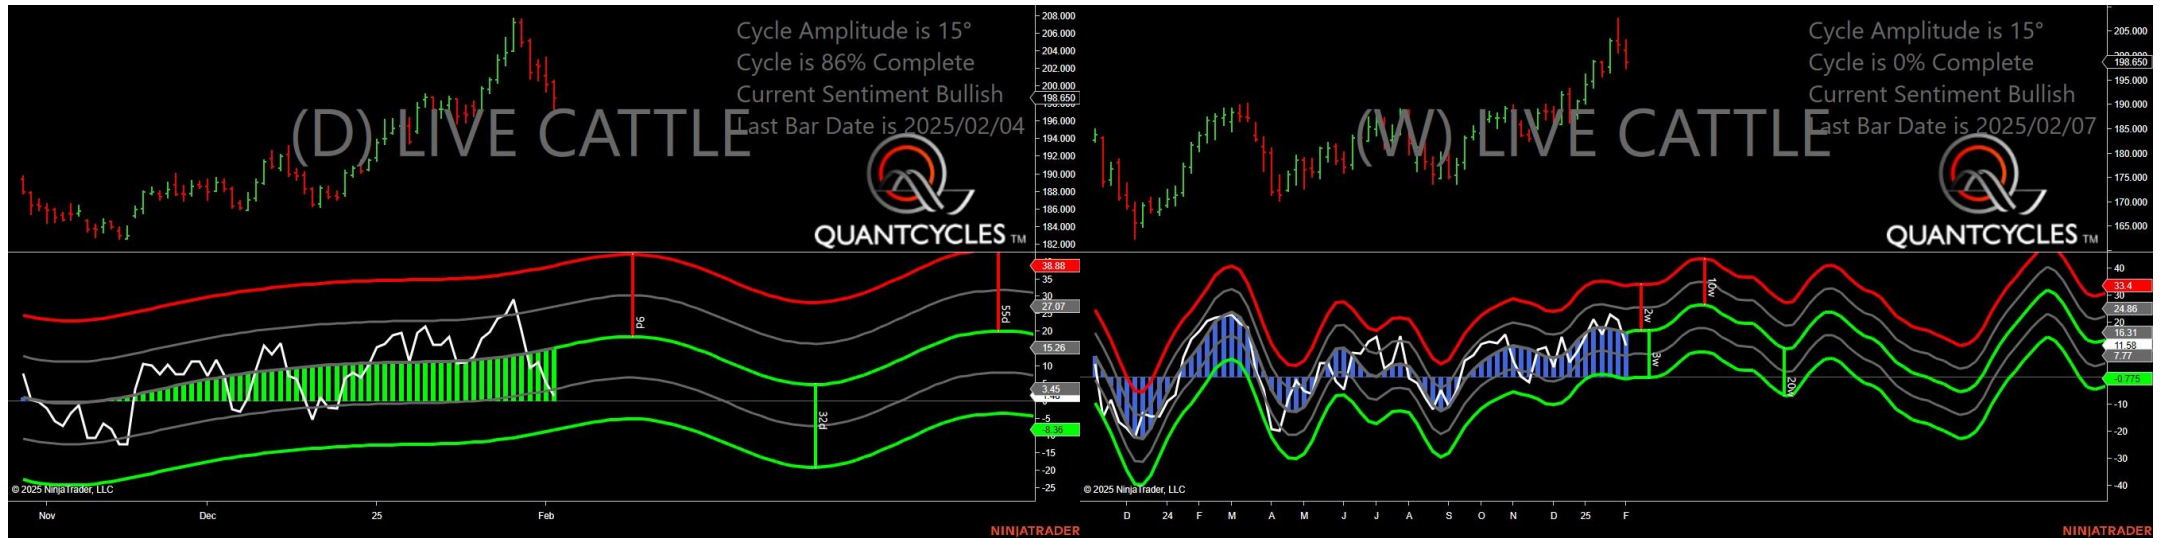 Cycle Amplitude is 15°
Cycle is 86% Complete
Current Sentiment Bullish
Last Bar Date is 2025/02/04
(D) LIVE CATTLE
QUANTCYCLES TM
208.000
206.000
204.000
202.000
200.000
198.650
196.000
194.000
192.000
190.000
188.000
186.000
184.000
182.000
38.88
35
30
27.07
25
20
15.26
10
5
3.45
1.48
-5
-8.36
-10
-15
-20
-25
9d
32d
55d
© 2025 NinjaTrader, LLC
Nov
Dec
25
Feb
NINJATRADER
Cycle Amplitude is 15°
Cycle is 0% Complete
Current Sentiment Bullish
Last Bar Date is 2025/02/07
(W) LIVE CATTLE
QUANTCYCLES TM
205.000
200.000
198.650
195.000
190.000
185.000
180.000
175.000
170.000
165.000
40
33.4
30
24.86
20
16.31
11.58
7.77
-0.775
-10
-20
-30
-40
2w
3w
10w
20w
© 2025 NinjaTrader, LLC
D
24
F
M
A
M
J
J
A
S
O
N
D
25
F
NINJATRADER